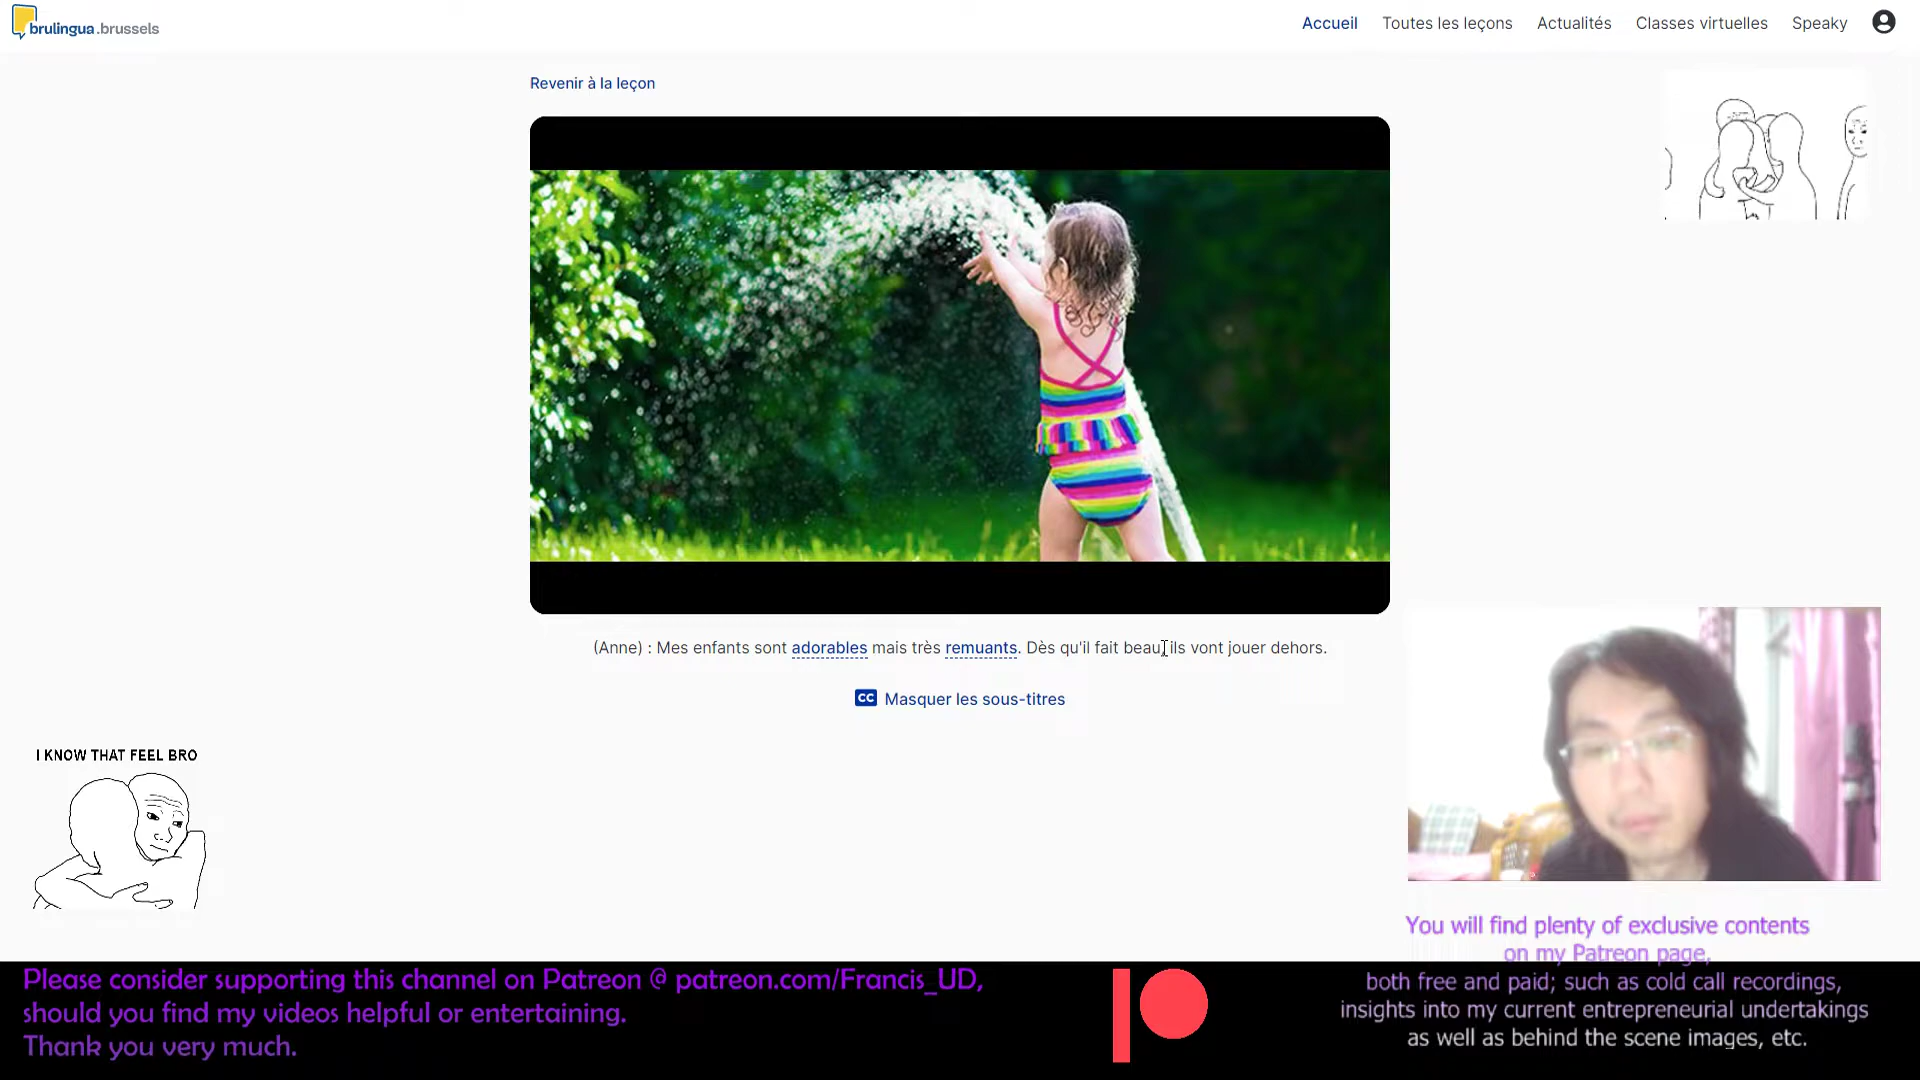 brulingua.brussels
Accueil
Toutes les leçons
Actualités
Classes virtuelles
Speaky
Revenir à la leçon
(Anne) : Mes enfants sont adorables mais très remuants. Dès qu'il fait beau, ils vont jouer dehors.
CC Masquer les sous-titres
I KNOW THAT FEEL BRO
You will find plenty of exclusive contents
on my Patreon page,
both free and paid; such as cold call recordings,
insights into my current entrepreneurial undertakings
as well as behind the scene images, etc.
Please consider supporting this channel on Patreon @ patreon.com/Francis_UD,
should you find my videos helpful or entertaining.
Thank you very much.